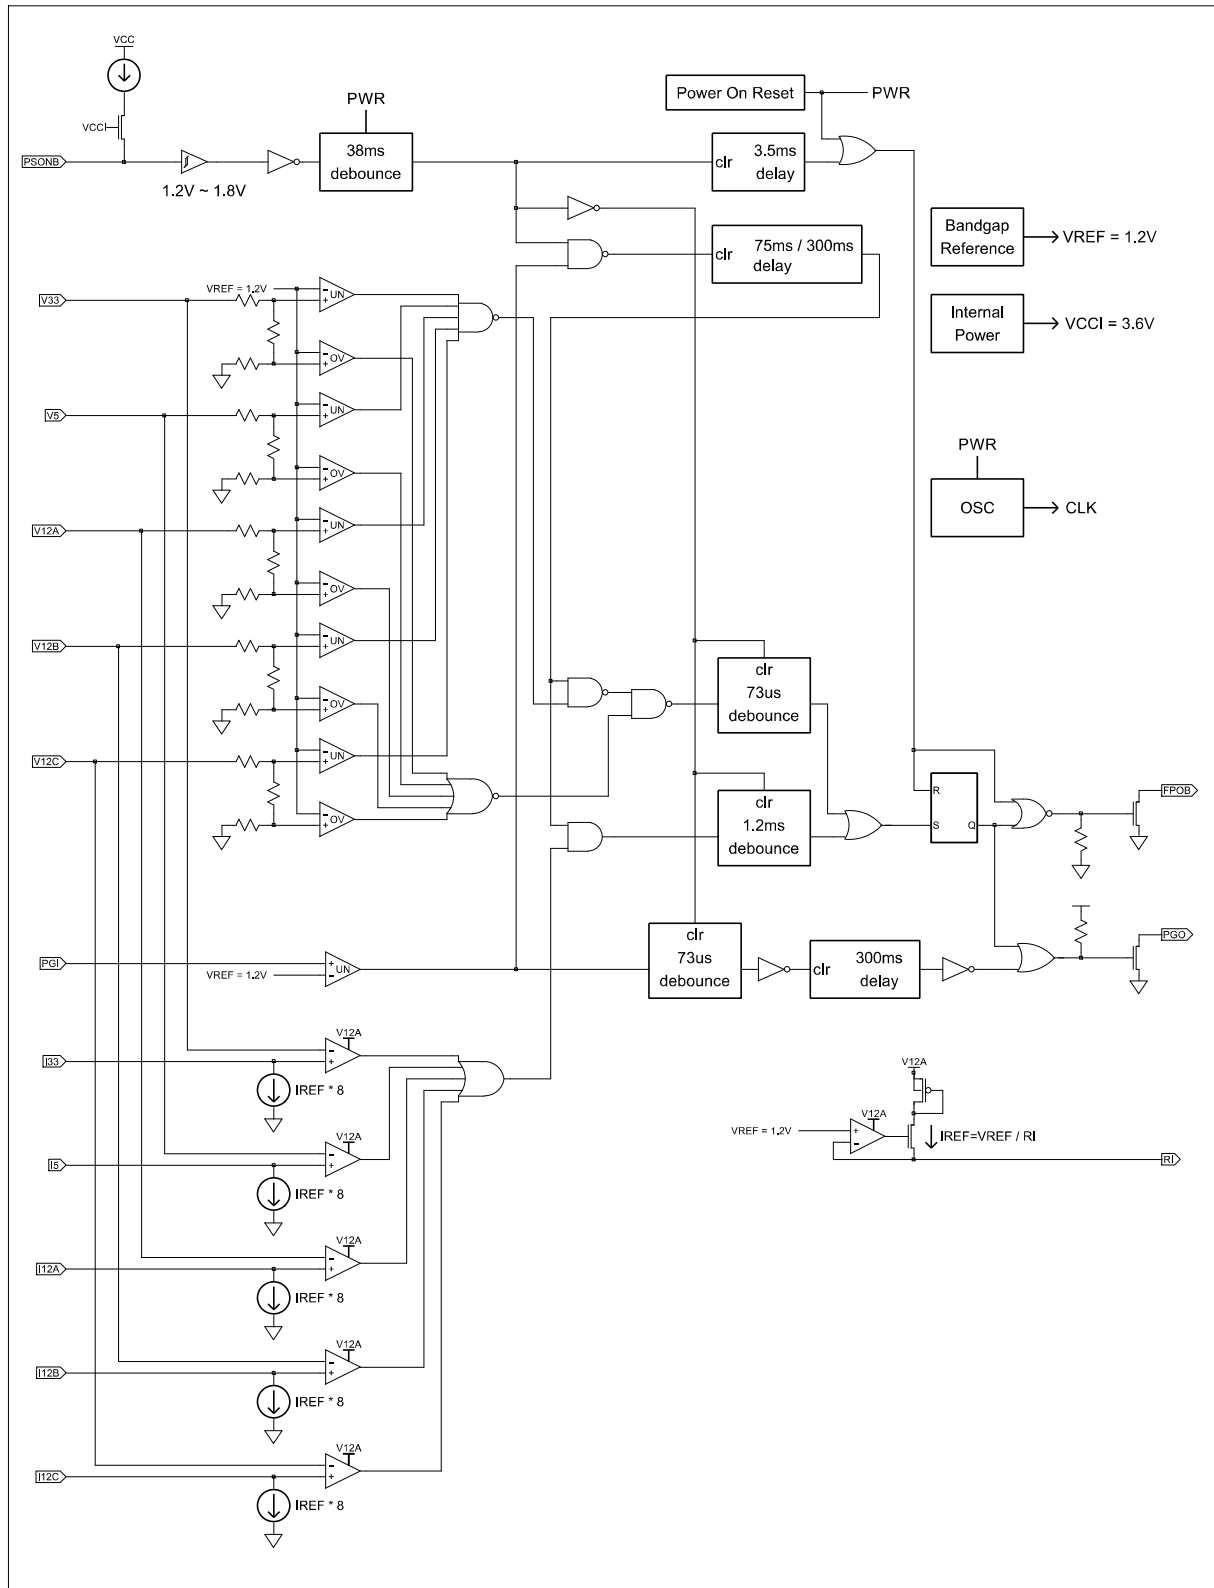 VCC
Power On Reset
PWR
PWR
VCCI
PSONB
38ms
debounce
clr
3.5ms
delay
1.2V ~ 1.8V
Bandgap
Reference
VREF = 1.2V
clr
75ms / 300ms
delay
VREF = 1.2V
UN
V33
Internal
Power
VCCI = 3.6V
OV
UN
V5
PWR
OV
OSC
CLK
UN
V12A
OV
UN
V12B
clr
73us
debounce
OV
UN
V12C
clr
1.2ms
debounce
R
S
Q
FPOB
OV
PGO
PGI
VREF = 1.2V
UN
clr
73us
debounce
clr
300ms
delay
V12A
I33
IREF * 8
V12A
V12A
VREF = 1.2V
IREF=VREF / RI
RI
V12A
I5
IREF * 8
V12A
I12A
IREF * 8
V12A
I12B
IREF * 8
V12A
I12C
IREF * 8